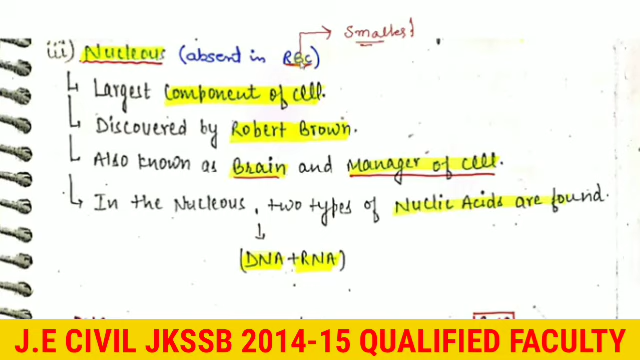 Smallest
iii) Nucleous (absent in RBC)
Largest Component of cell.
Discovered by Robert Brown.
Also known as Brain and Manager of cell.
In the Nucleous, two types of Nuclic Acids are found.
(DNA+RNA)
J.E CIVIL JKSSB 2014-15 QUALIFIED FACULTY